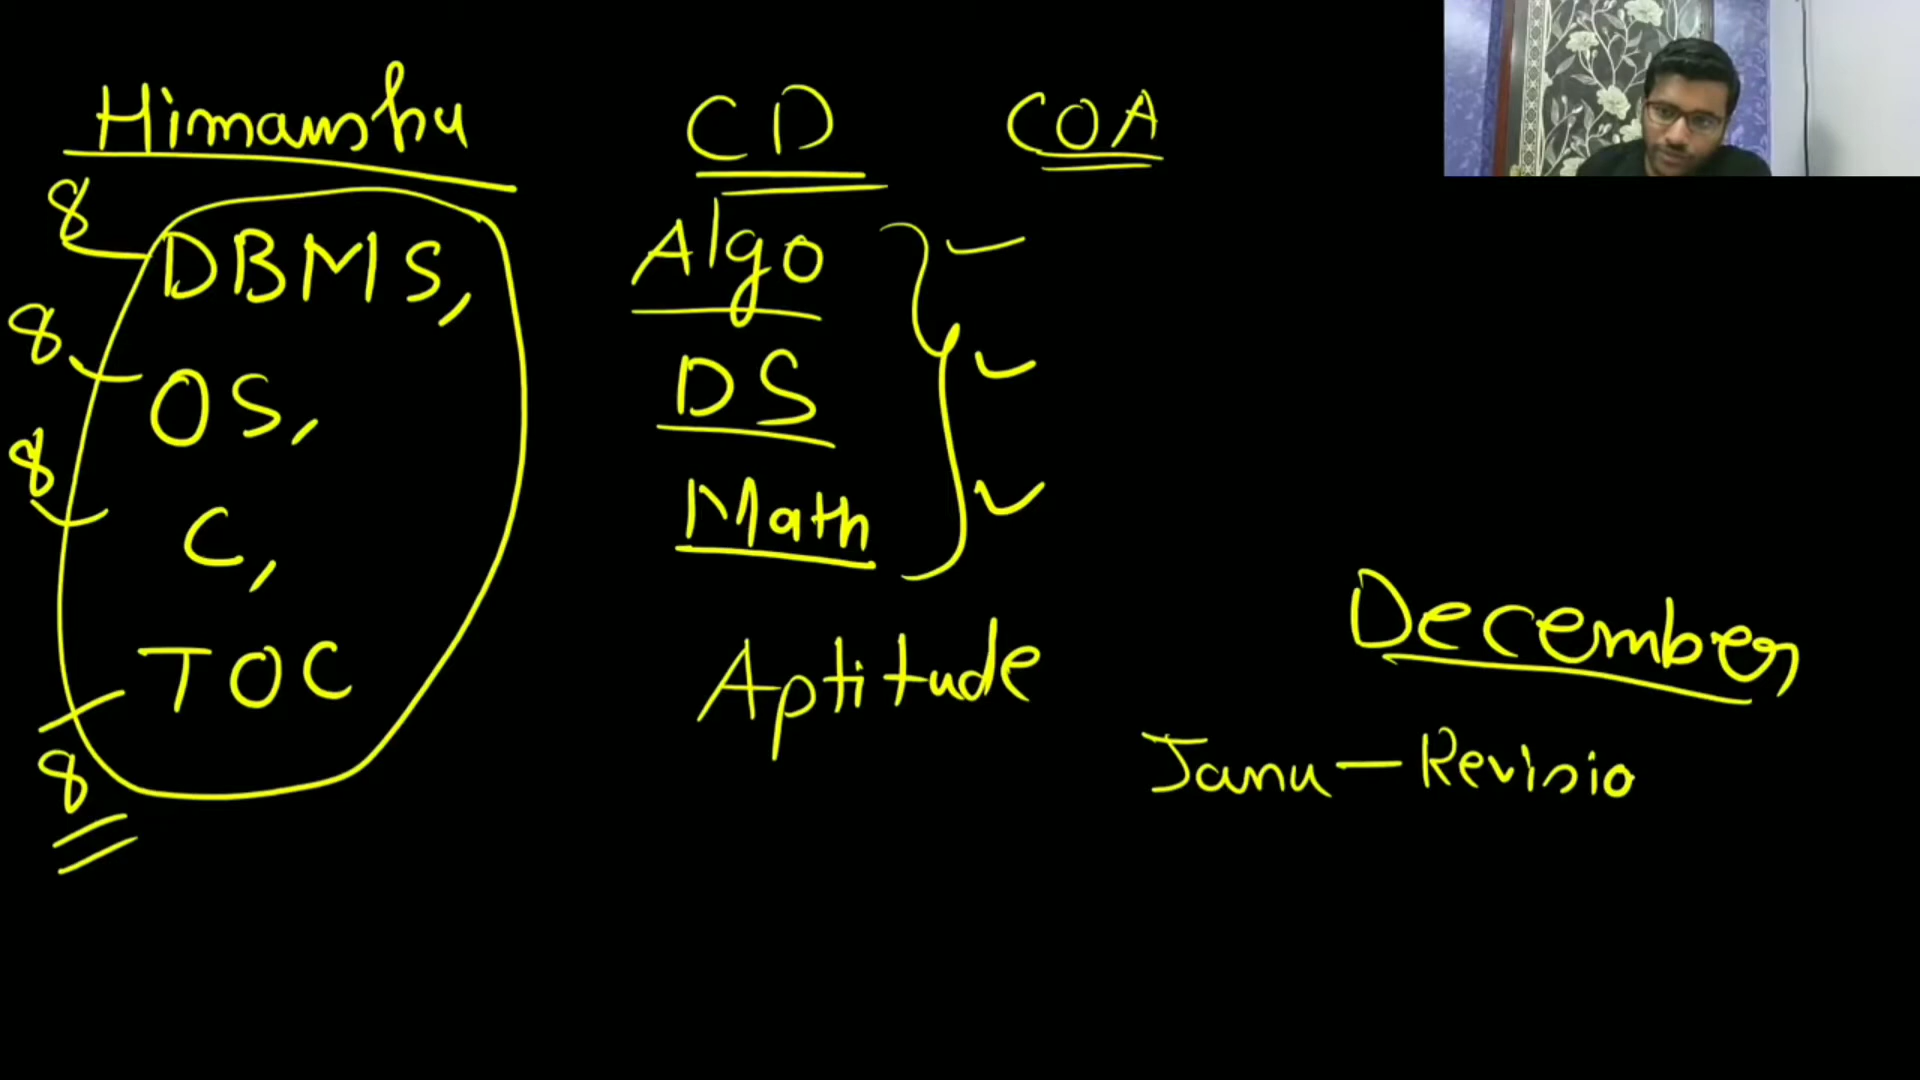 Himanshu CD COA
8 DBMS, Algo
8 OS, DS
8 C, Math
TOC Aptitude December
8 Janu — Revisio